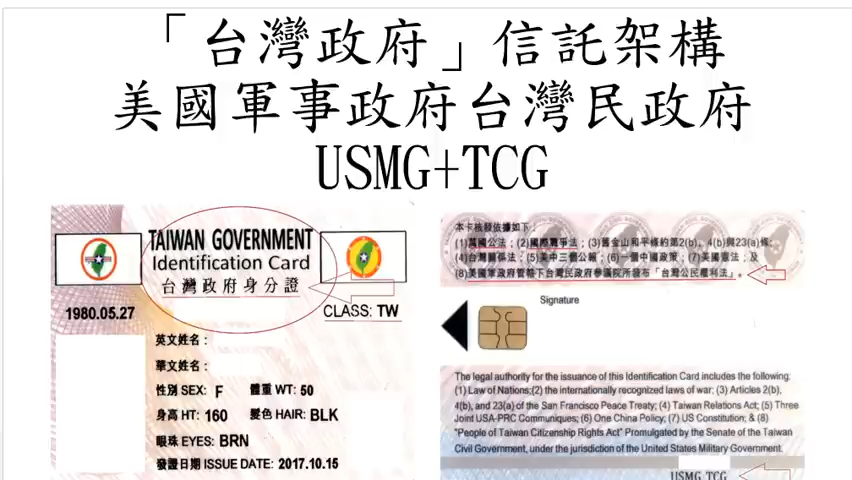 「台灣政府」信託架構
美國軍事政府台灣民政府
USMG+TCG
TAIWAN GOVERNMENT
Identification Card
台灣政府身分證
1980.05.27
CLASS: TW
英文姓名：
華文姓名：
性別 SEX: F 體重 WT: 50
身高 HT: 160 髮色 HAIR: BLK
眼珠 EYES: BRN
發證日期 ISSUE DATE: 2017.10.15
本卡核發依據如下：
(1)萬國公法；(2)國際戰爭法；(3)舊金山和平條約第2(b)、4(b)與23(a)條；
(4)台灣關係法；(5)美中三個公報；(6)一個中國政策；(7)美國憲法；及
(8)美國軍政府管轄下台灣民政府參議院所發布「台灣公民權利法」。
Signature
The legal authority for the issuance of this Identification Card includes the following:
(1) Law of Nations;(2) the internationally recognized laws of war; (3) Articles 2(b),
4(b), and 23(a) of the San Francisco Peace Treaty; (4) Taiwan Relations Act; (5) Three
Joint USA-PRC Communiques; (6) One China Policy; (7) US Constitution; & (8)
"People of Taiwan Citizenship Rights Act" Promulgated by the Senate of the Taiwan
Civil Government, under the jurisdiction of the United States Military Government.
USMG TCG